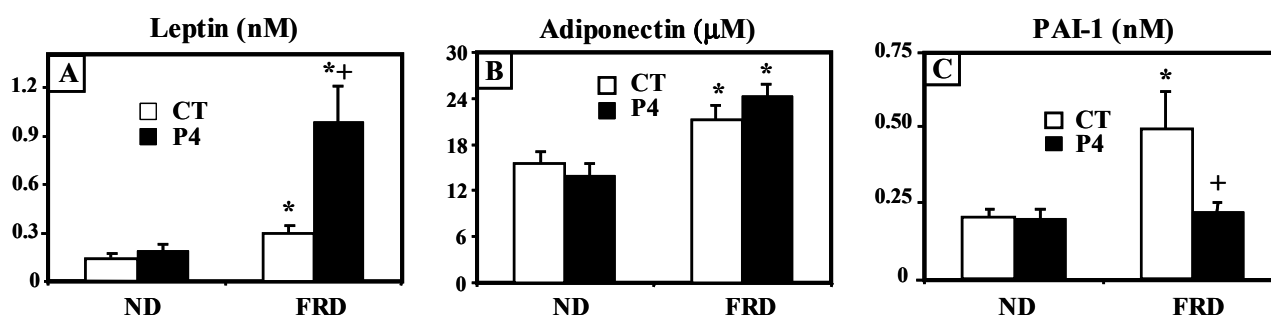 Leptin (nM)
A
1.2
0.9
0.6
0.3
0
CT
P4
*
*+
ND
FRD
Adiponectin (μM)
B
30
24
18
12
6
0
CT
P4
*
*
ND
FRD
PAI-1 (nM)
C
0.75
0.50
0.25
0
CT
P4
*
+
ND
FRD